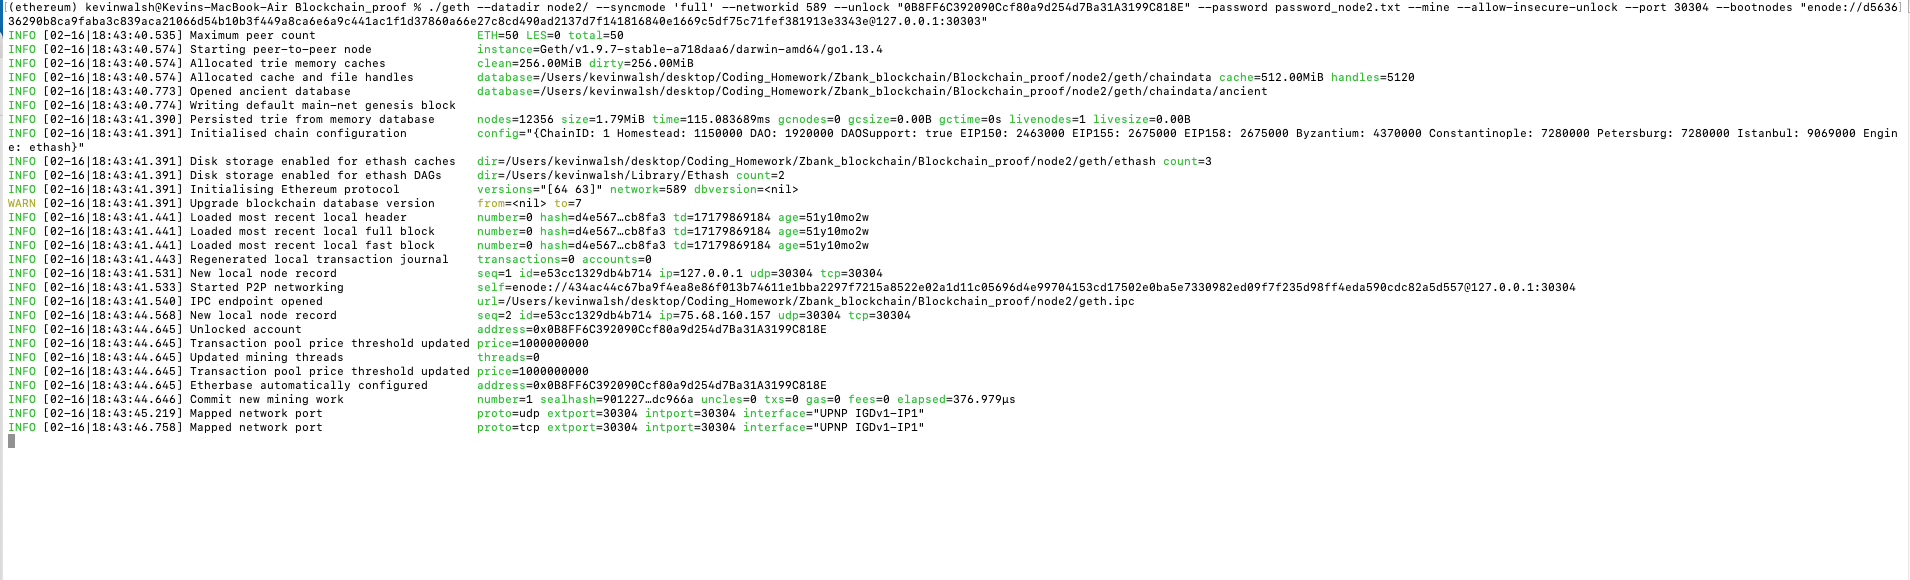 (ethereum) kevinwalsh@Kevins-MacBook-Air Blockchain_proof % ./geth --datadir node2/ --syncmode 'full' --networkid 589 --unlock "0B8FF6C392090Ccf80a9d254d7Ba31A3199C818E" --password password_node2.txt --mine --allow-insecure-unlock --port 30304 --bootnodes "enode://d5636
36290b8ca9faba3c839aca21066d54b10b3f449a8ca6e6a9c441ac1f1d37860a66e27c8cd490ad2137d7f141816840e1669c5df75c71fef381913e3343e@127.0.0.1:30303"
INFO [02-16|18:43:40.535] Maximum peer count ETH=50 LES=0 total=50
INFO [02-16|18:43:40.574] Starting peer-to-peer node instance=Geth/v1.9.7-stable-a718daa6/darwin-amd64/go1.13.4
INFO [02-16|18:43:40.574] Allocated trie memory caches clean=256.00MiB dirty=256.00MiB
INFO [02-16|18:43:40.574] Allocated cache and file handles database=/Users/kevinwalsh/desktop/Coding_Homework/Zbank_blockchain/Blockchain_proof/node2/geth/chaindata cache=512.00MiB handles=5120
INFO [02-16|18:43:40.773] Opened ancient database database=/Users/kevinwalsh/desktop/Coding_Homework/Zbank_blockchain/Blockchain_proof/node2/geth/chaindata/ancient
INFO [02-16|18:43:40.774] Writing default main-net genesis block
INFO [02-16|18:43:41.390] Persisted trie from memory database nodes=12356 size=1.79MiB time=115.083689ms gcnodes=0 gcsize=0.00B gctime=0s livenodes=1 livesize=0.00B
INFO [02-16|18:43:41.391] Initialised chain configuration config="{ChainID: 1 Homestead: 1150000 DAO: 1920000 DAOSupport: true EIP150: 2463000 EIP155: 2675000 EIP158: 2675000 Byzantium: 4370000 Constantinople: 7280000 Petersburg: 7280000 Istanbul: 9069000 Engin
e: ethash}"
INFO [02-16|18:43:41.391] Disk storage enabled for ethash caches dir=/Users/kevinwalsh/desktop/Coding_Homework/Zbank_blockchain/Blockchain_proof/node2/geth/ethash count=3
INFO [02-16|18:43:41.391] Disk storage enabled for ethash DAGs dir=/Users/kevinwalsh/Library/Ethash count=2
INFO [02-16|18:43:41.391] Initialising Ethereum protocol versions="[64 63]" network=589 dbversion=<nil>
WARN [02-16|18:43:41.391] Upgrade blockchain database version from=<nil> to=7
INFO [02-16|18:43:41.441] Loaded most recent local header number=0 hash=d4e567…cb8fa3 td=17179869184 age=51y10mo2w
INFO [02-16|18:43:41.441] Loaded most recent local full block number=0 hash=d4e567…cb8fa3 td=17179869184 age=51y10mo2w
INFO [02-16|18:43:41.441] Loaded most recent local fast block number=0 hash=d4e567…cb8fa3 td=17179869184 age=51y10mo2w
INFO [02-16|18:43:41.443] Regenerated local transaction journal transactions=0 accounts=0
INFO [02-16|18:43:41.531] New local node record seq=1 id=e53cc1329db4b714 ip=127.0.0.1 udp=30304 tcp=30304
INFO [02-16|18:43:41.533] Started P2P networking self=enode://434ac44c67ba9f4ea8e86f013b74611e1bba2297f7215a8522e02a1d11c05696d4e99704153cd17502e0ba5e7330982ed09f7f235d98ff4eda590cdc82a5d557@127.0.0.1:30304
INFO [02-16|18:43:41.540] IPC endpoint opened url=/Users/kevinwalsh/desktop/Coding_Homework/Zbank_blockchain/Blockchain_proof/node2/geth.ipc
INFO [02-16|18:43:44.568] New local node record seq=2 id=e53cc1329db4b714 ip=75.68.160.157 udp=30304 tcp=30304
INFO [02-16|18:43:44.645] Unlocked account address=0x0B8FF6C392090Ccf80a9d254d7Ba31A3199C818E
INFO [02-16|18:43:44.645] Transaction pool price threshold updated price=1000000000
INFO [02-16|18:43:44.645] Updated mining threads threads=0
INFO [02-16|18:43:44.645] Transaction pool price threshold updated price=1000000000
INFO [02-16|18:43:44.645] Etherbase automatically configured address=0x0B8FF6C392090Ccf80a9d254d7Ba31A3199C818E
INFO [02-16|18:43:44.646] Commit new mining work number=1 sealhash=901227…dc966a uncles=0 txs=0 gas=0 fees=0 elapsed=376.979µs
INFO [02-16|18:43:45.219] Mapped network port proto=udp extport=30304 intport=30304 interface="UPNP IGDv1-IP1"
INFO [02-16|18:43:46.758] Mapped network port proto=tcp extport=30304 intport=30304 interface="UPNP IGDv1-IP1"